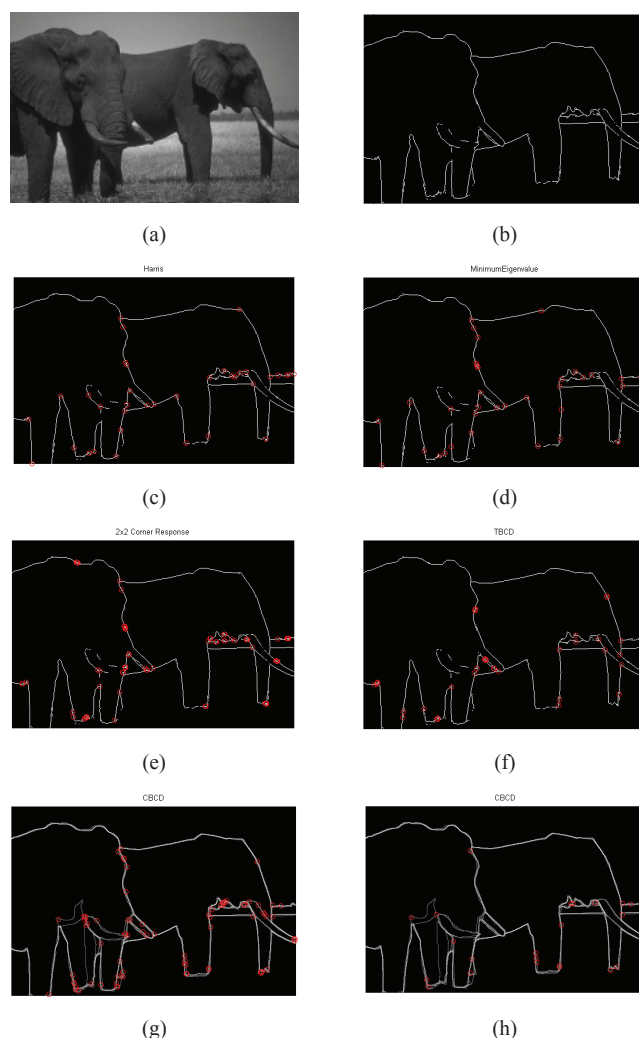 (a)
(b)
Harris
MinimumEigenvalue
(c)
(d)
2x2 Corner Response
TBCD
(e)
(f)
CBCD
CBCD
(g)
(h)